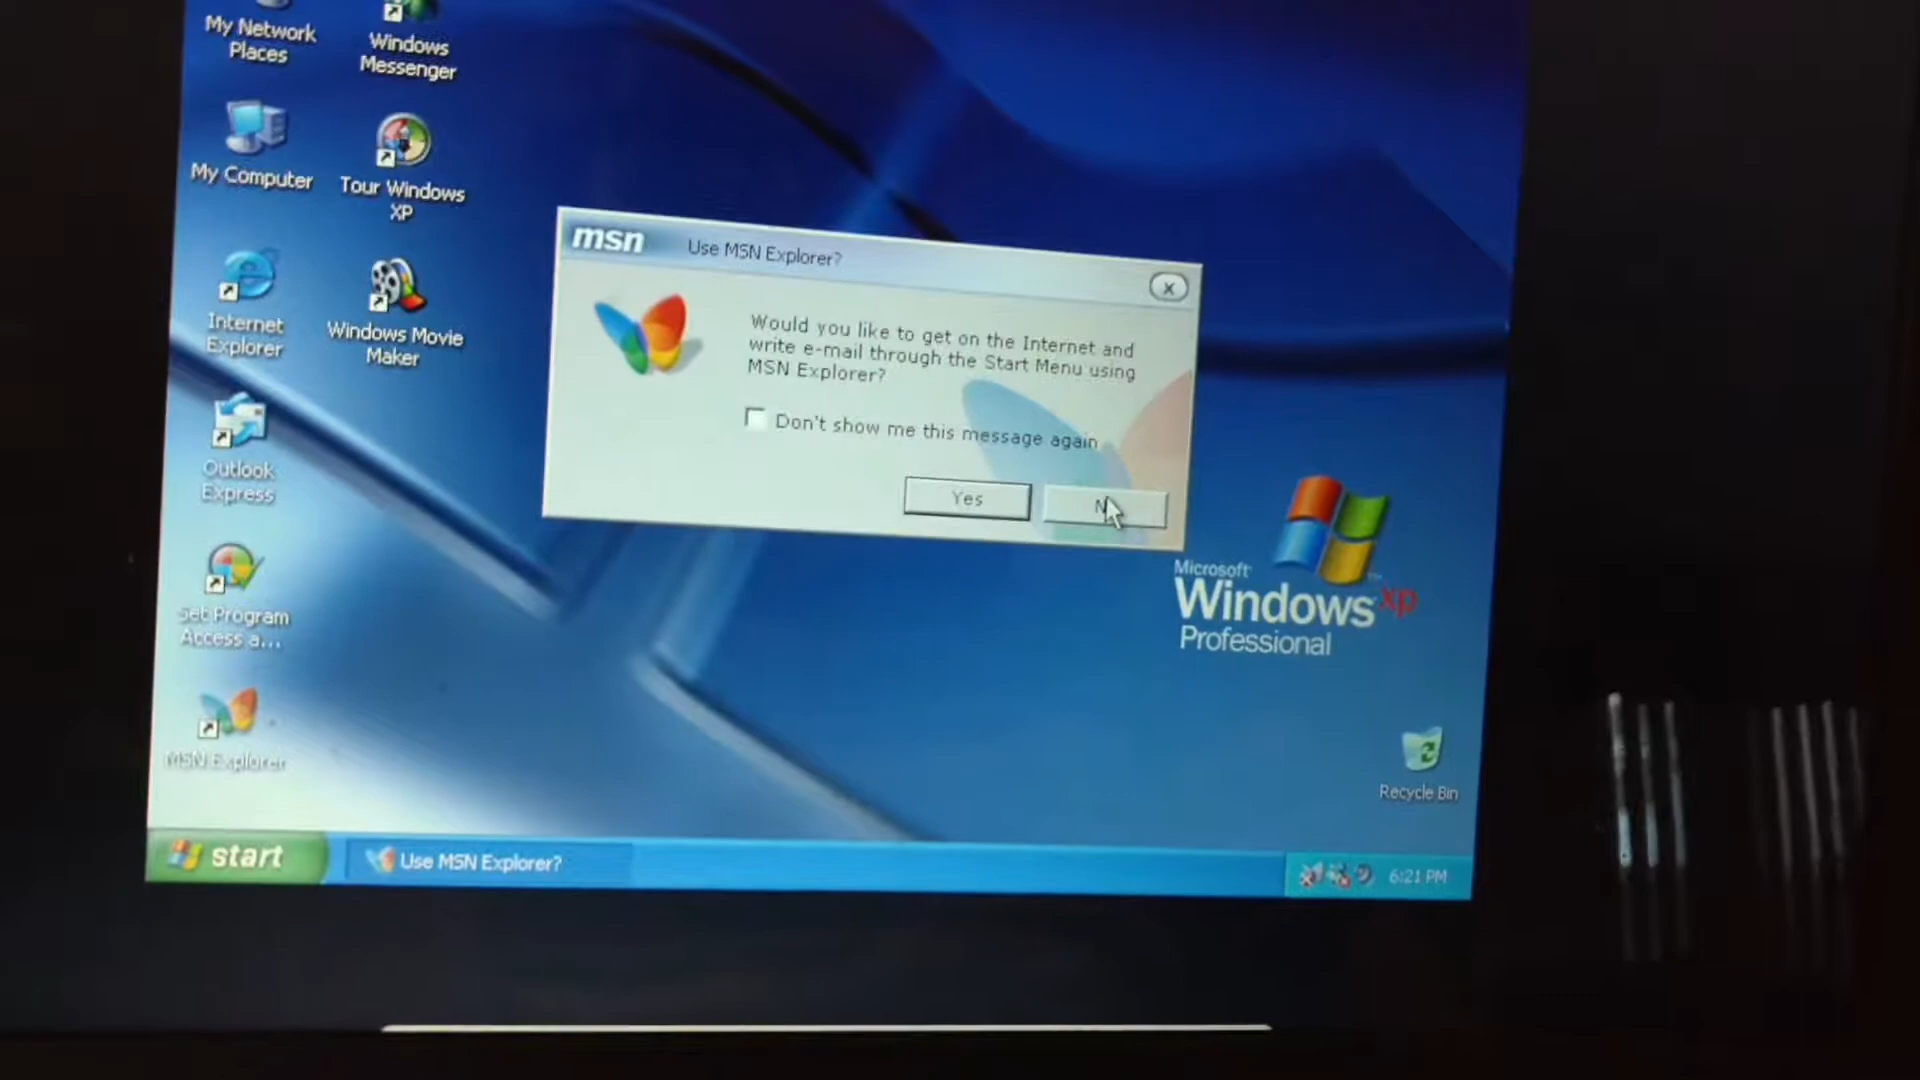 My Network
Places
Windows
Messenger
My Computer
Tour Windows
XP
Internet
Explorer
Windows Movie
Maker
Outlook
Express
Set Program
Access a...
MSN Explorer
msn
Use MSN Explorer?
x
Would you like to get on the Internet and
write e-mail through the Start Menu using
MSN Explorer?
Don't show me this message again
Yes
Microsoft
Windows xp
Professional
Recycle Bin
start
Use MSN Explorer?
6:21 PM